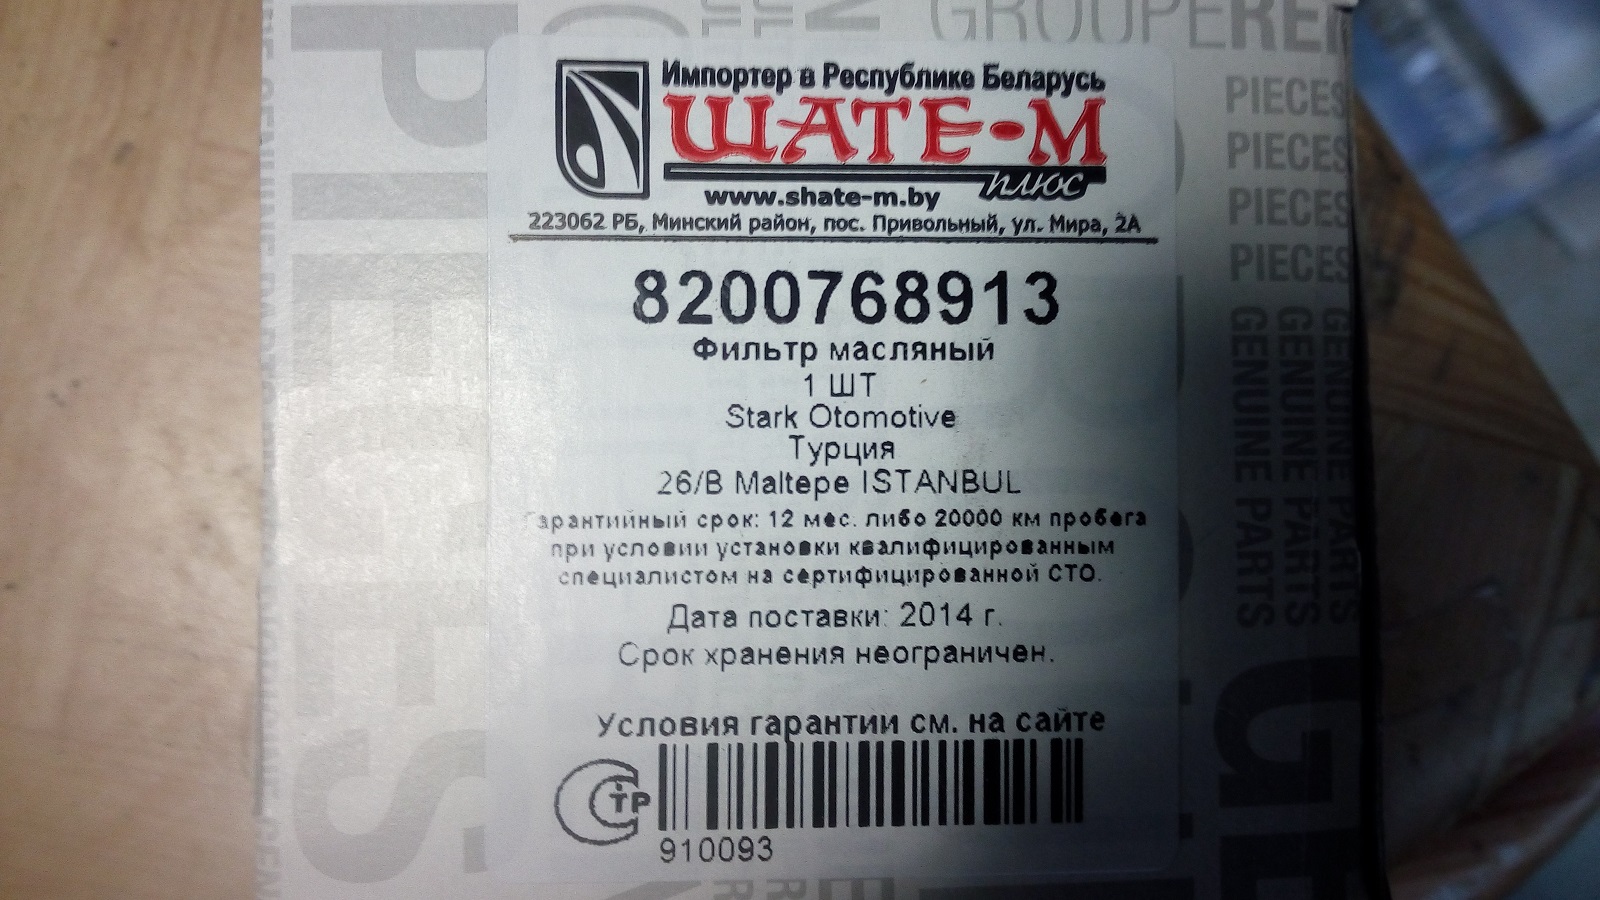 GROUPE REN
PIECES
PIECES
PIECES
PIECES
GENUINE PARTS
GENUINE PARTS
GENUINE PARTS
Импортер в Республике Беларусь
ШАТЕ-М
плюс
www.shate-m.by
223062 РБ, Минский район, пос. Привольный, ул. Мира, 2А
8200768913
Фильтр масляный
1 ШТ
Stark Otomotive
Турция
26/B Maltepe ISTANBUL
Гарантийный срок: 12 мес. либо 20000 км пробега
при условии установки квалифицированным
специалистом на сертифицированной СТО.
Дата поставки: 2014 г.
Срок хранения неограничен.
Условия гарантии см. на сайте
СТР
910093
PIECES